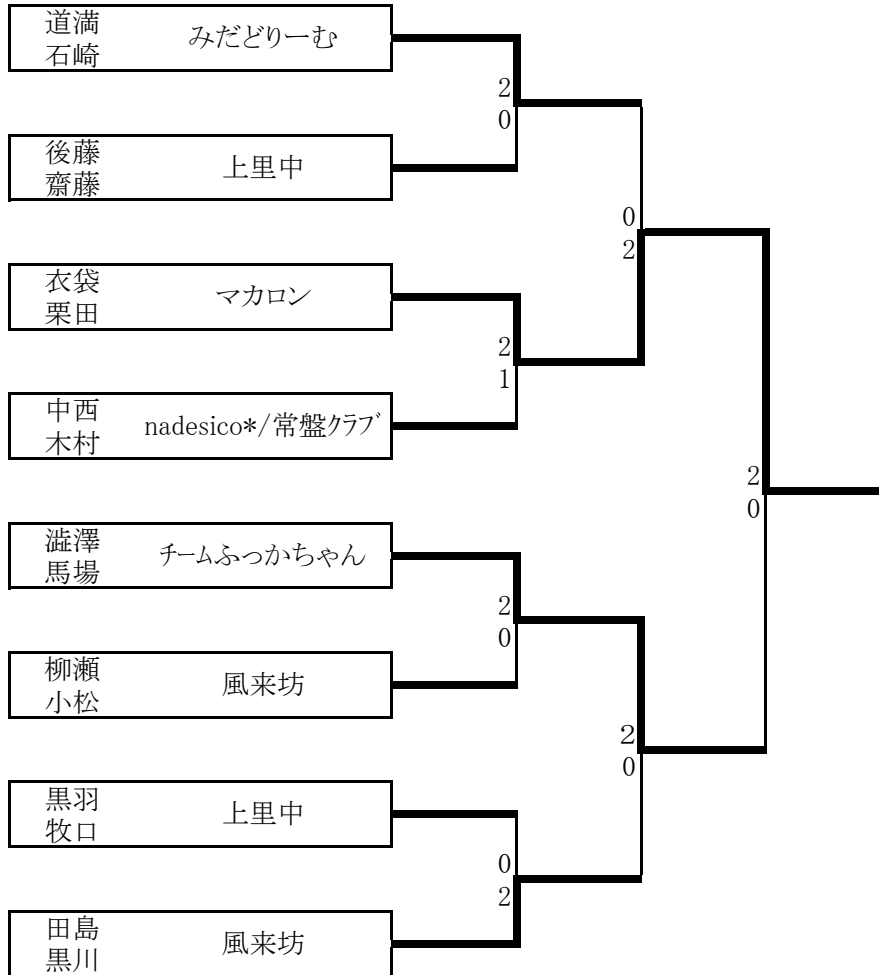 道満 みだどりーむ
石崎
2
0
後藤 上里中
齋藤
0
2
衣袋 マカロン
栗田
2
1
中西 nadesico*/常盤ｸﾗﾌﾞ
木村
2
0
澁澤 ﾁｰﾑふっかちゃん
馬場
2
0
柳瀬 風来坊
小松
2
0
黒羽 上里中
牧口
0
2
田島 風来坊
黒川